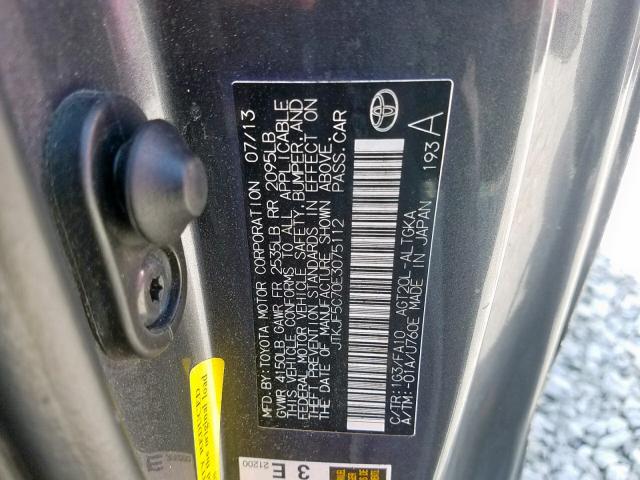 MFD.BY:TOYOTA MOTOR CORPORATION 07/13
GVWR 4150LB GAWR FR 2535LB RR 2095LB
THIS VEHICLE CONFORMS TO ALL APPLICABLE
FEDERAL MOTOR VEHICLE SAFETY, BUMPER, AND
THEFT PREVENTION STANDARDS IN EFFECT ON
THE DATE OF MANUFACTURE SHOWN ABOVE.
JTKJF5C70E3075112 PASS.CAR
C/TR:1G3/FA10 AGT20L-ALTGKA
A/TM:-01A/U760E MADE IN JAPAN 193 A
3 E
21200